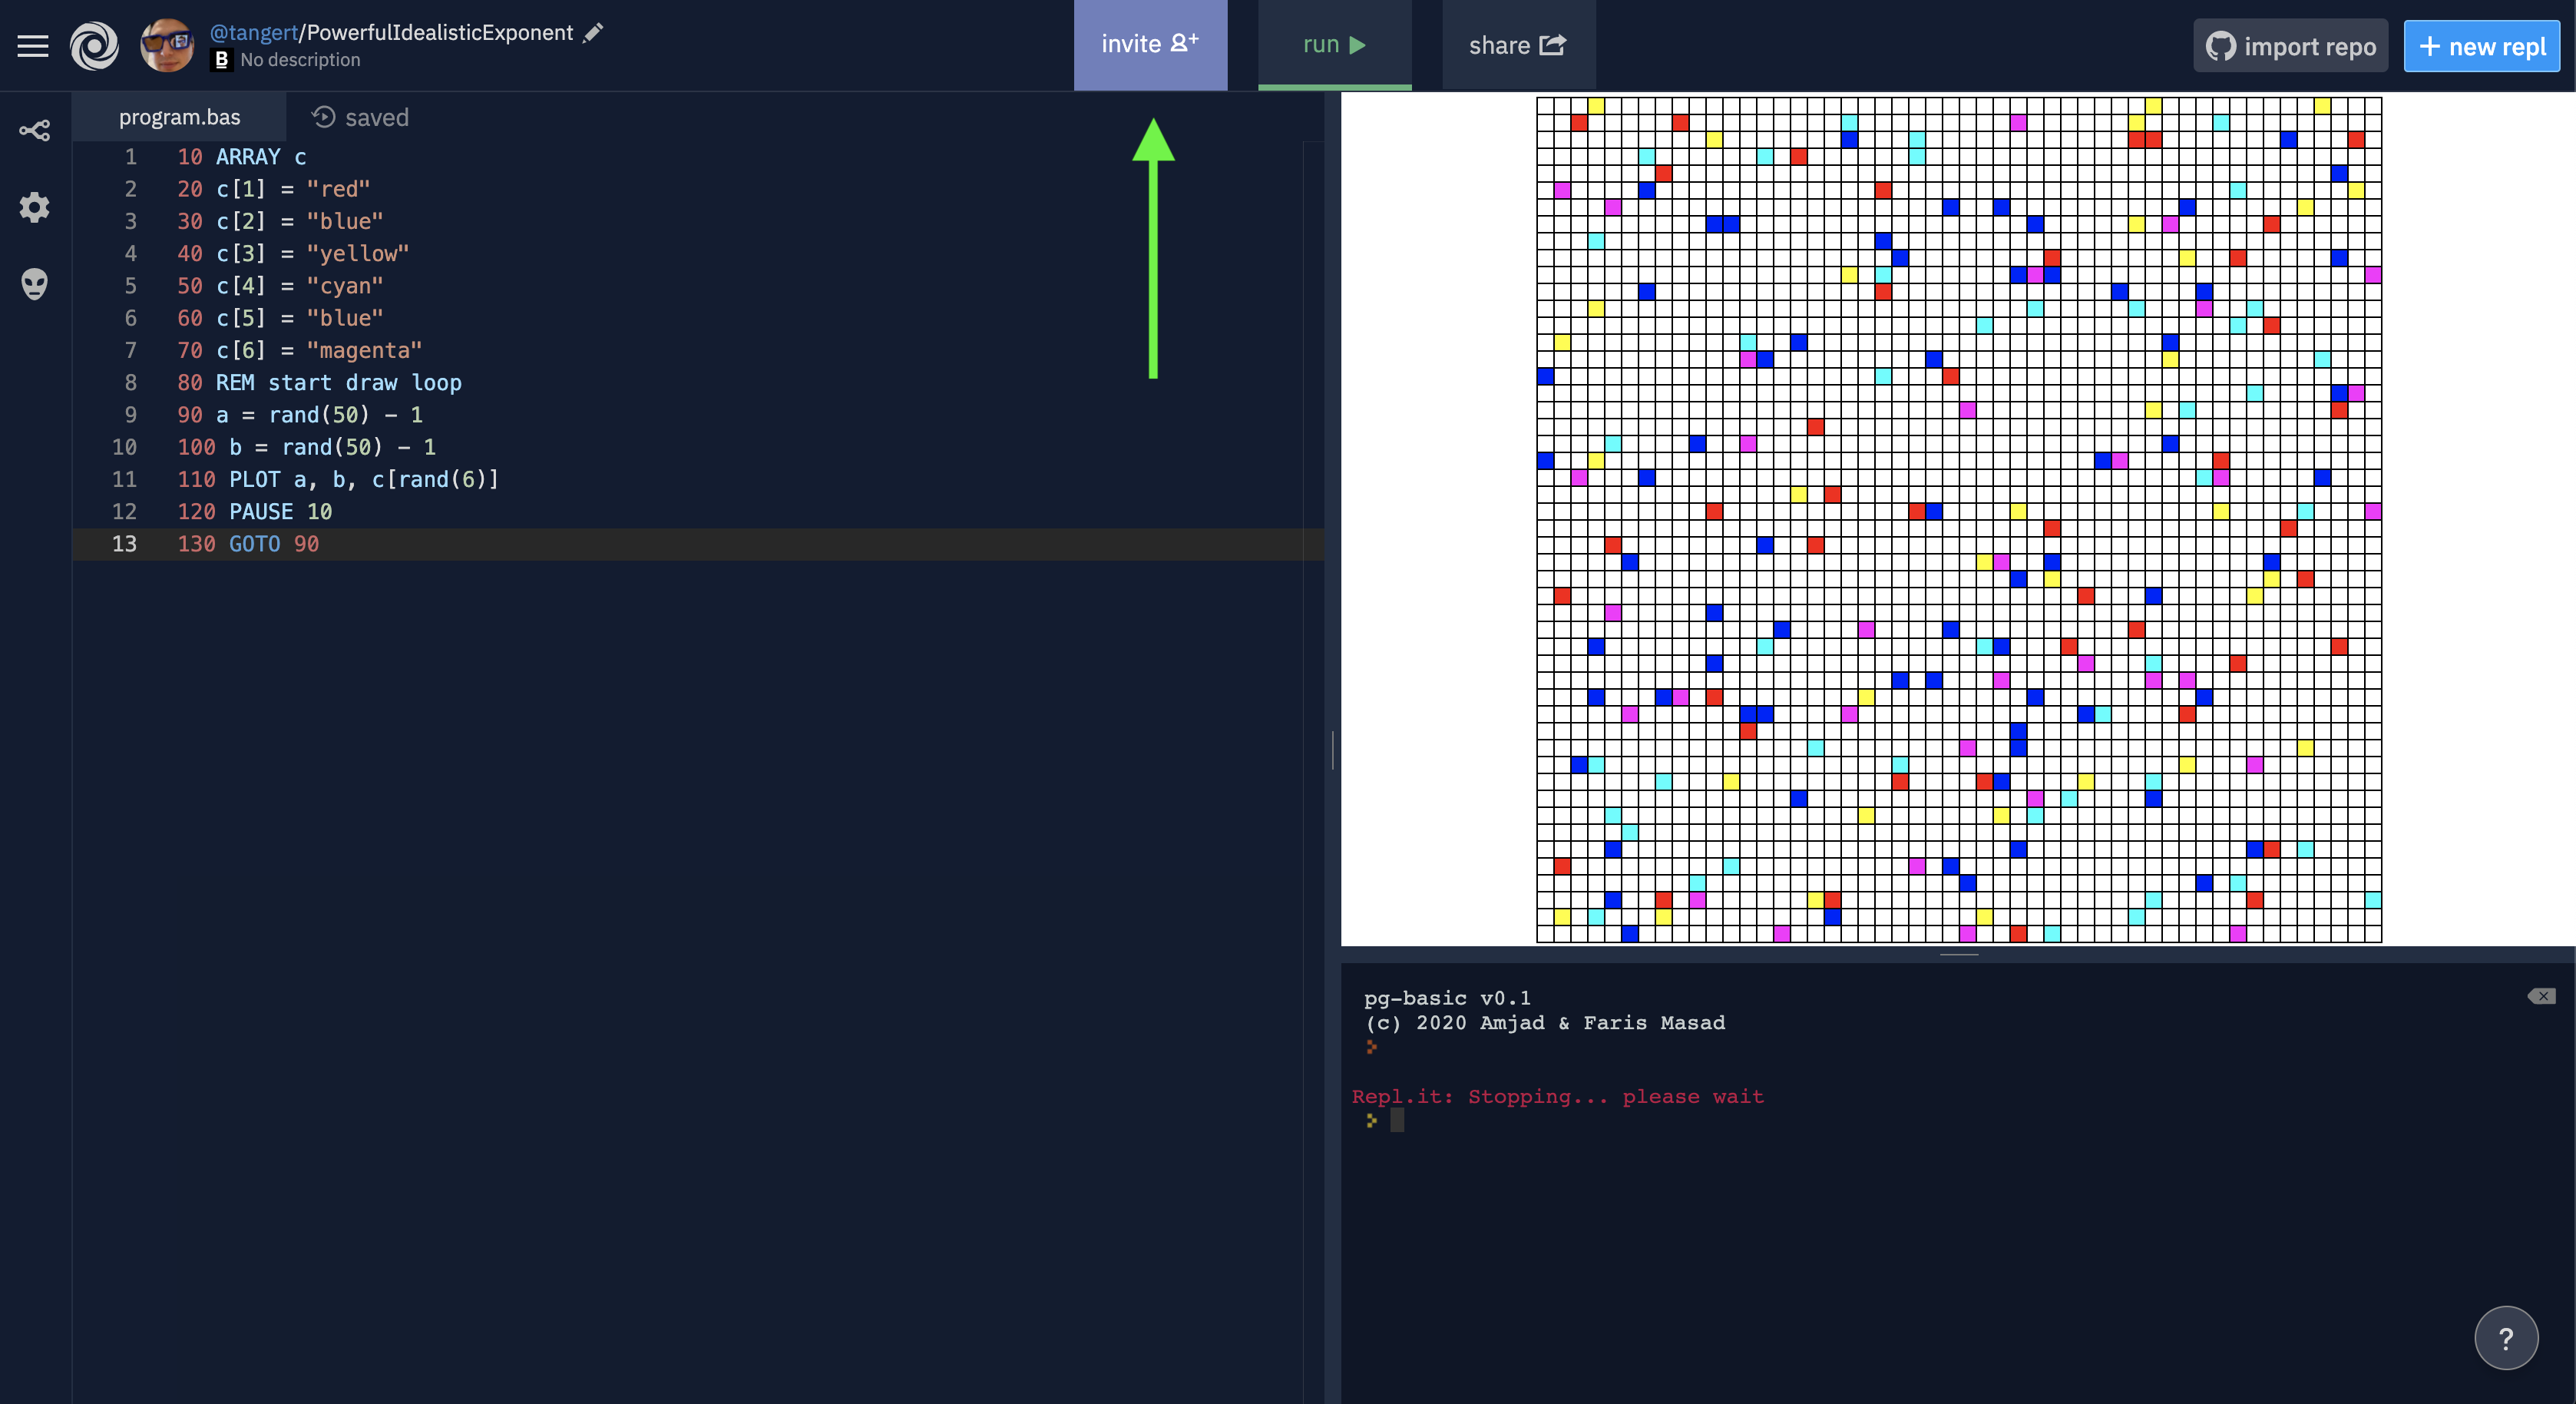 @tangert/PowerfulIdealisticExponent
B No description
invite
run
share
import repo
+ new repl
program.bas
saved
1 10 ARRAY c
2 20 c[1] = "red"
3 30 c[2] = "blue"
4 40 c[3] = "yellow"
5 50 c[4] = "cyan"
6 60 c[5] = "blue"
7 70 c[6] = "magenta"
8 80 REM start draw loop
9 90 a = rand(50) - 1
10 100 b = rand(50) - 1
11 110 PLOT a, b, c[rand(6)]
12 120 PAUSE 10
13 130 GOTO 90
pg-basic v0.1
(c) 2020 Amjad & Faris Masad
>
Repl.it: Stopping... please wait
>
?